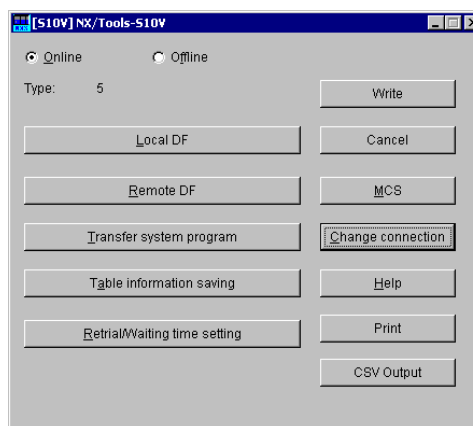 [S10V] NX/Tools-S10V
Online Offline
Type: 5
Write
Local DF Cancel
Remote DF MCS
Transfer system program Change connection
Table information saving Help
Retrial/Waiting time setting Print
CSV Output